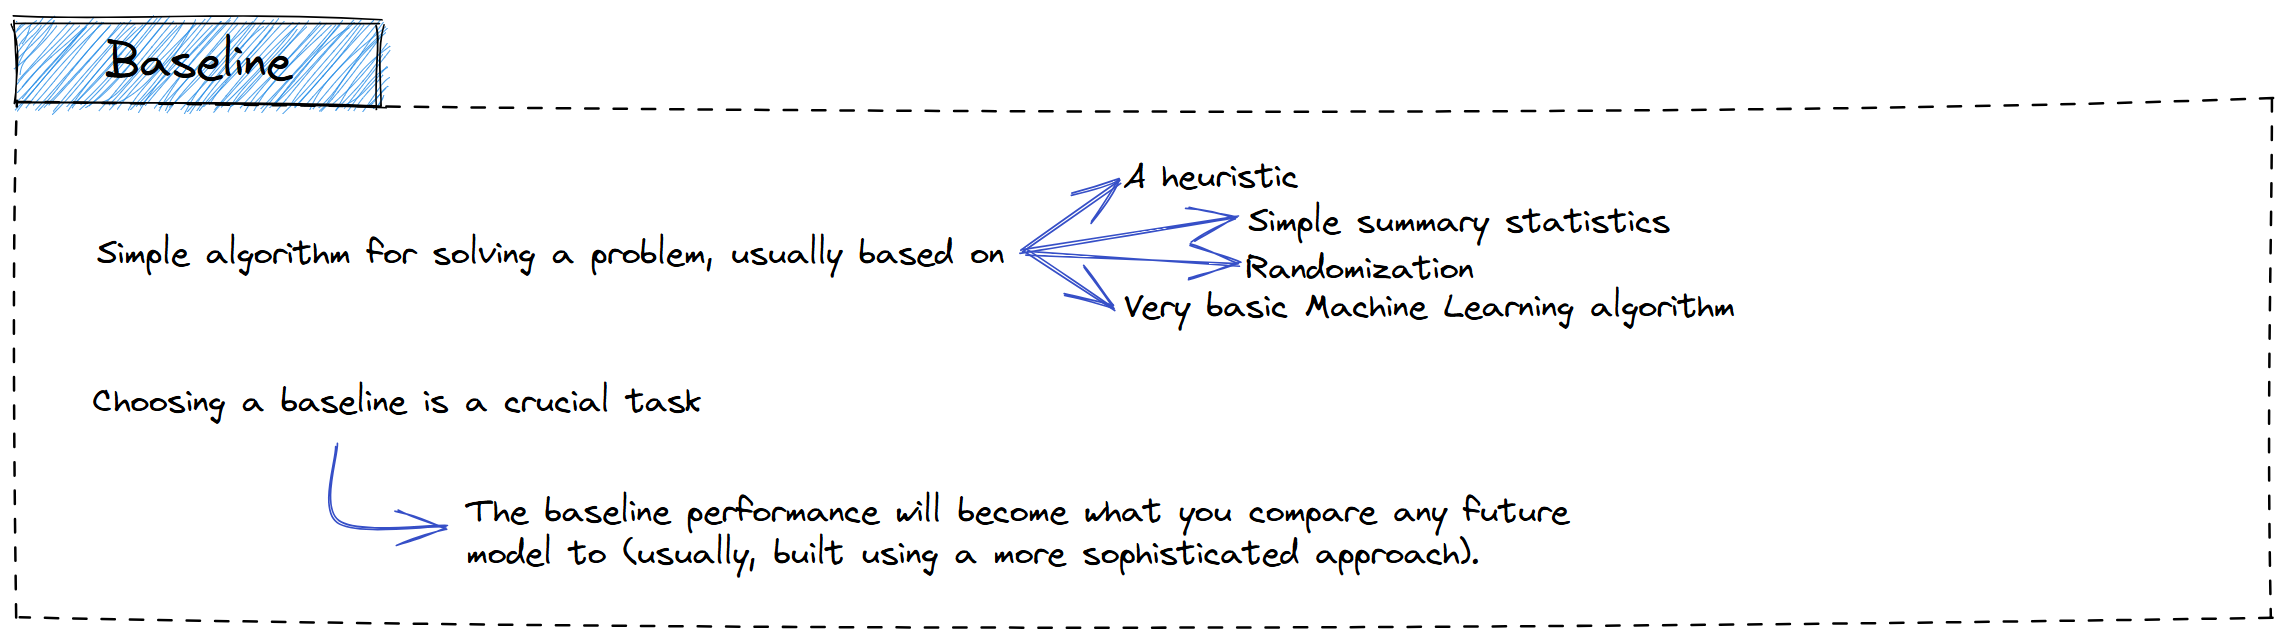 Baseline
A heuristic
Simple summary statistics
Simple algorithm for solving a problem, usually based on
Randomization
Very basic Machine Learning algorithm
Choosing a baseline is a crucial task
The baseline performance will become what you compare any future
model to (usually, built using a more sophisticated approach).